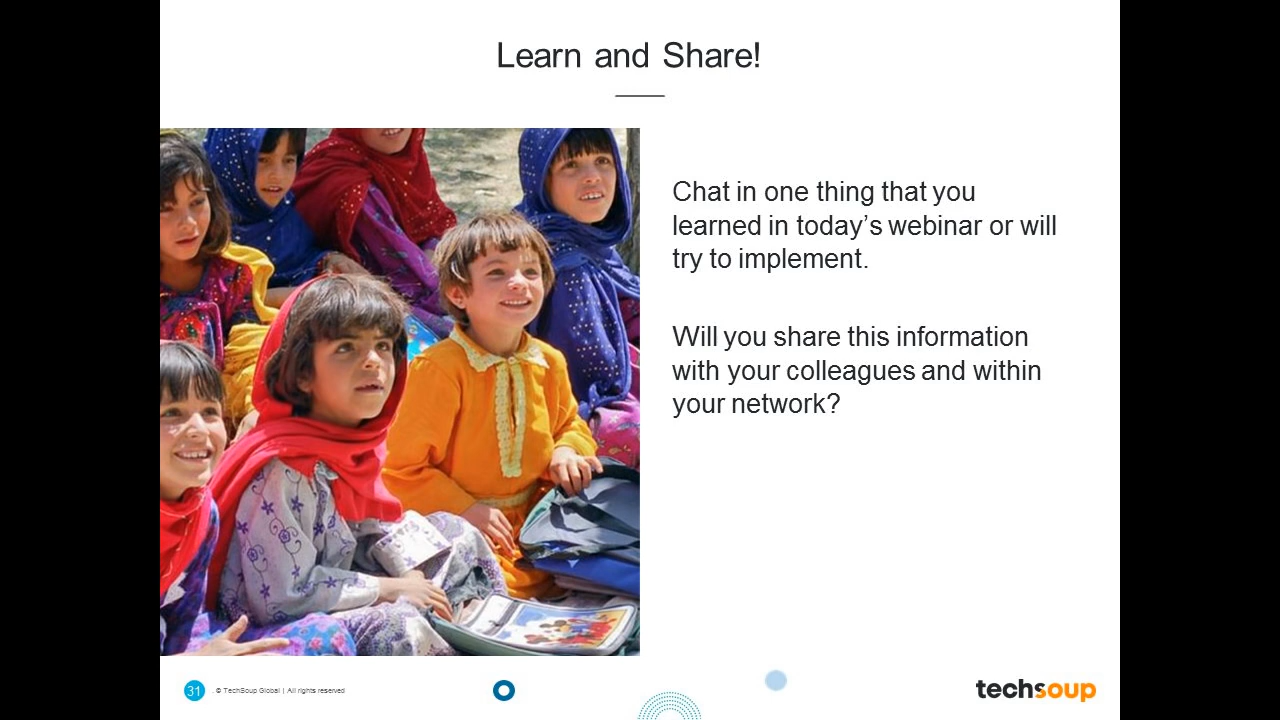 Learn and Share!
Chat in one thing that you
learned in today’s webinar or will
try to implement.
Will you share this information
with your colleagues and within
your network?
31
. © TechSoup Global | All rights reserved
techsoup